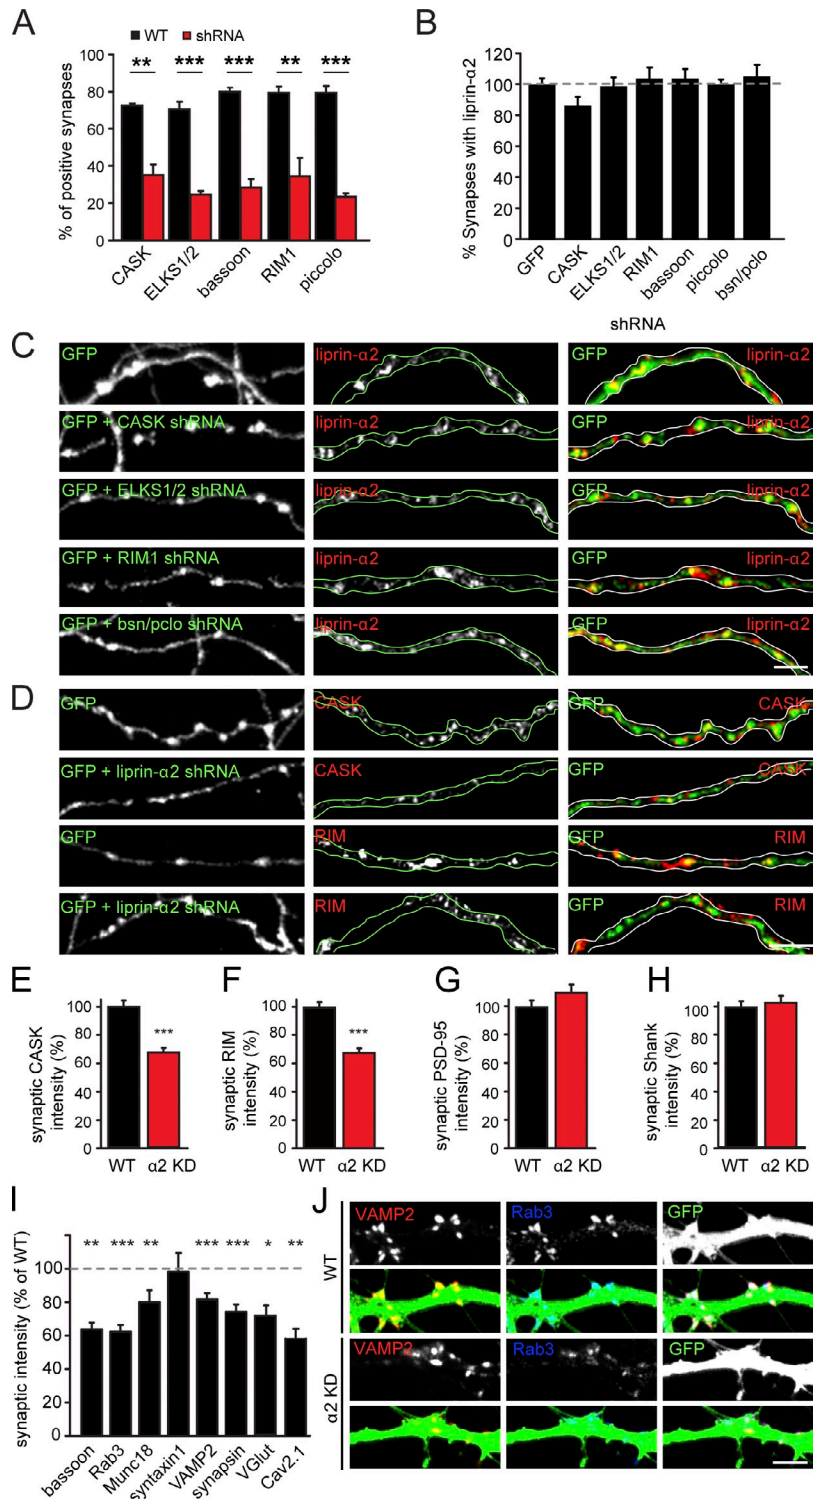 A
WT shRNA
** *** *** ** ***
% of positive synapses
100
80
60
40
20
0
CASK
ELKS1/2
bassoon
RIM1
piccolo
B
% Synapses with liprin-α2
120
100
80
60
40
20
0
GFP
CASK
ELKS1/2
RIM1
bassoon
piccolo
bsn/pclo
shRNA
C
GFP liprin-α2 GFP liprin-α2
GFP + CASK shRNA liprin-α2 GFP liprin-α2
GFP + ELKS1/2 shRNA liprin-α2 GFP liprin-α2
GFP + RIM1 shRNA liprin-α2 GFP liprin-α2
GFP + bsn/pclo shRNA liprin-α2 GFP liprin-α2
D
GFP CASK GFP CASK
GFP + liprin-α2 shRNA CASK GFP CASK
GFP RIM GFP RIM
GFP + liprin-α2 shRNA RIM GFP RIM
E
synaptic CASK
intensity (%)
100
80
60
40
20
0
***
WT α2 KD
F
synaptic RIM
intensity (%)
100
80
60
40
20
0
***
WT α2 KD
G
synaptic PSD-95
intensity (%)
100
80
60
40
20
0
WT α2 KD
H
synaptic Shank
intensity (%)
100
80
60
40
20
0
WT α2 KD
I
synaptic intensity (% of WT)
** *** ** *** *** * **
100
80
60
40
20
0
bassoon
Rab3
Munc18
syntaxin1
VAMP2
synapsin
VGlut
Cav2.1
J
WT
VAMP2 Rab3 GFP
α2 KD
VAMP2 Rab3 GFP